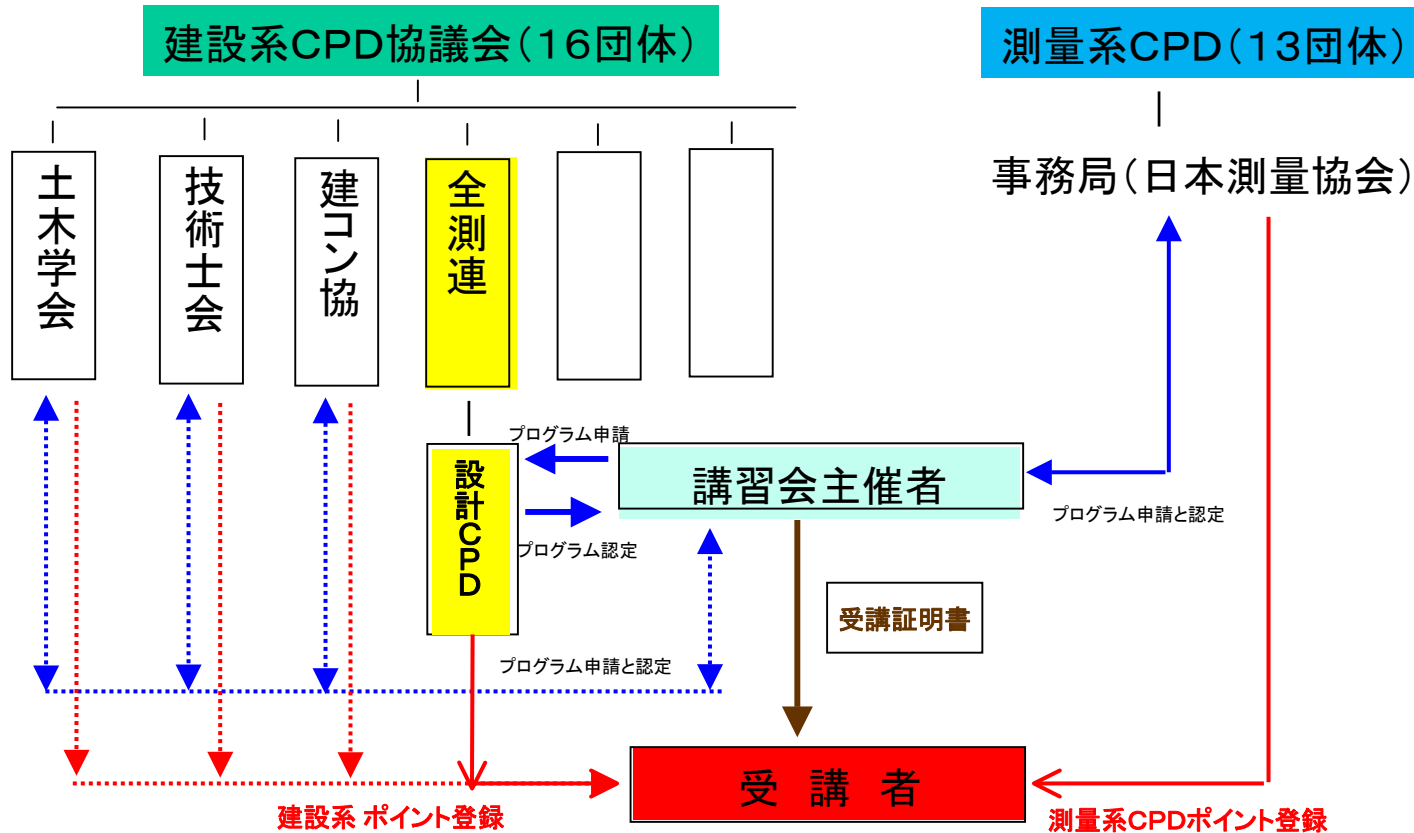 建設系CPD協議会(16団体)
測量系CPD(13団体)
事務局(日本測量協会)
土木学会
技術士会
建コン協
全測連
プログラム申請
設計CPD
講習会主催者
プログラム認定
プログラム申請と認定
受講証明書
プログラム申請と認定
受 講 者
建設系 ポイント登録
測量系CPDポイント登録